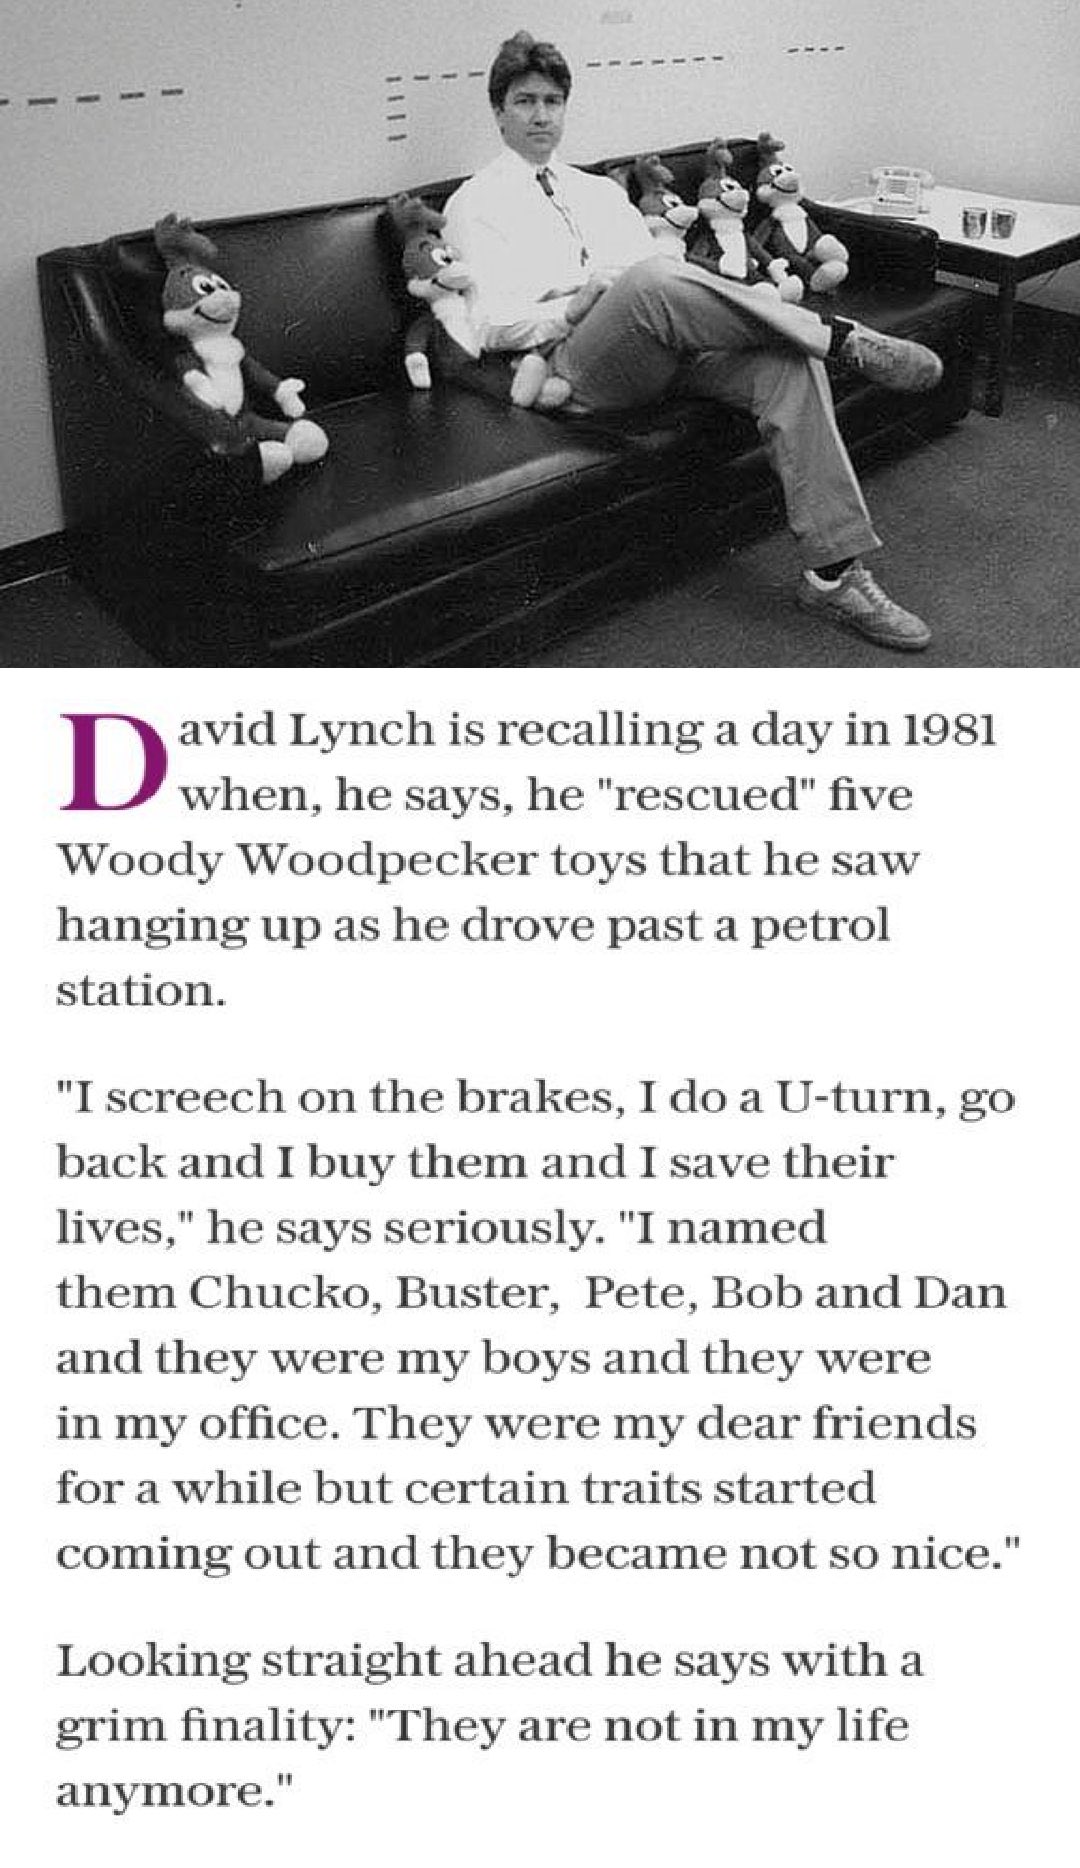 David Lynch is recalling a day in 1981
when, he says, he "rescued" five
Woody Woodpecker toys that he saw
hanging up as he drove past a petrol
station.
"I screech on the brakes, I do a U-turn, go
back and I buy them and I save their
lives," he says seriously. "I named
them Chucko, Buster,  Pete, Bob and Dan
and they were my boys and they were
in my office. They were my dear friends
for a while but certain traits started
coming out and they became not so nice."
Looking straight ahead he says with a
grim finality: "They are not in my life
anymore."